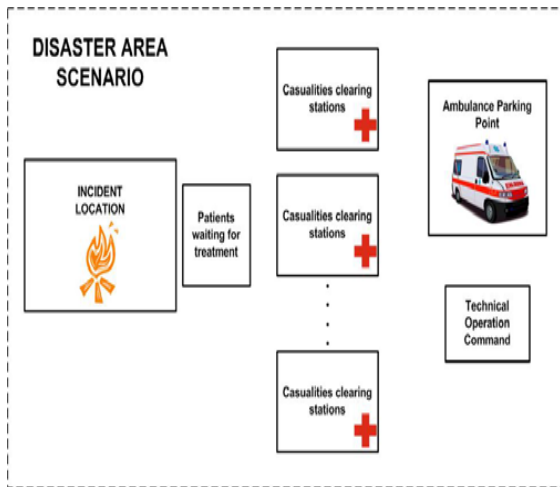 DISASTER AREA
SCENARIO
INCIDENT
LOCATION
Patients
waiting for
treatment
Casualities clearing
stations
Casualities clearing
stations
Casualities clearing
stations
Ambulance Parking
Point
Technical
Operation
Command